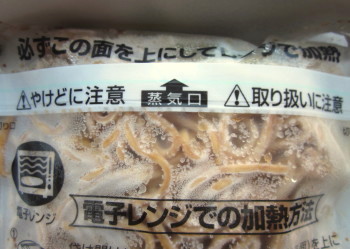 必ずこの面を上にしてレンジで加熱
⚠やけどに注意 蒸気口 ⚠取り扱いに注意
電子レンジ
電子レンジでの加熱方法